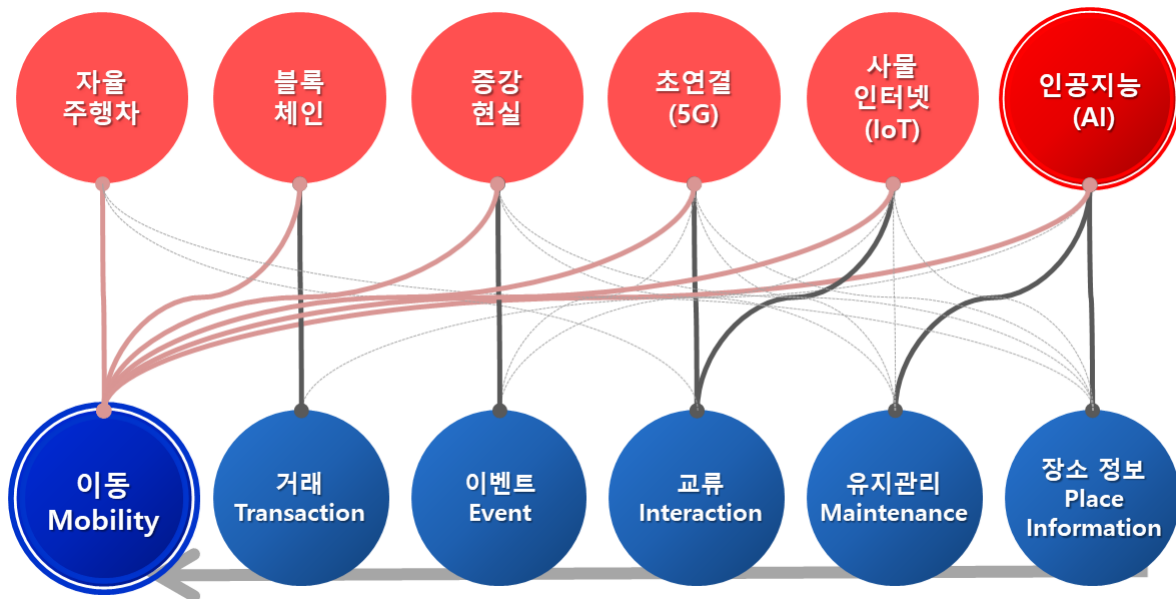 자율
주행차
블록
체인
증강
현실
초연결
(5G)
사물
인터넷
(IoT)
인공지능
(AI)
이동
Mobility
거래
Transaction
이벤트
Event
교류
Interaction
유지관리
Maintenance
장소 정보
Place
Information